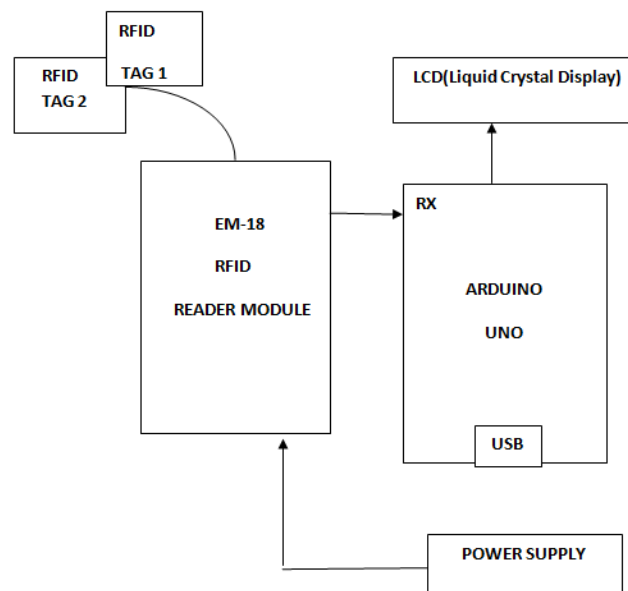 RFID
TAG 1
RFID
TAG 2
LCD(Liquid Crystal Display)
EM-18
RFID
READER MODULE
RX
ARDUINO
UNO
USB
POWER SUPPLY